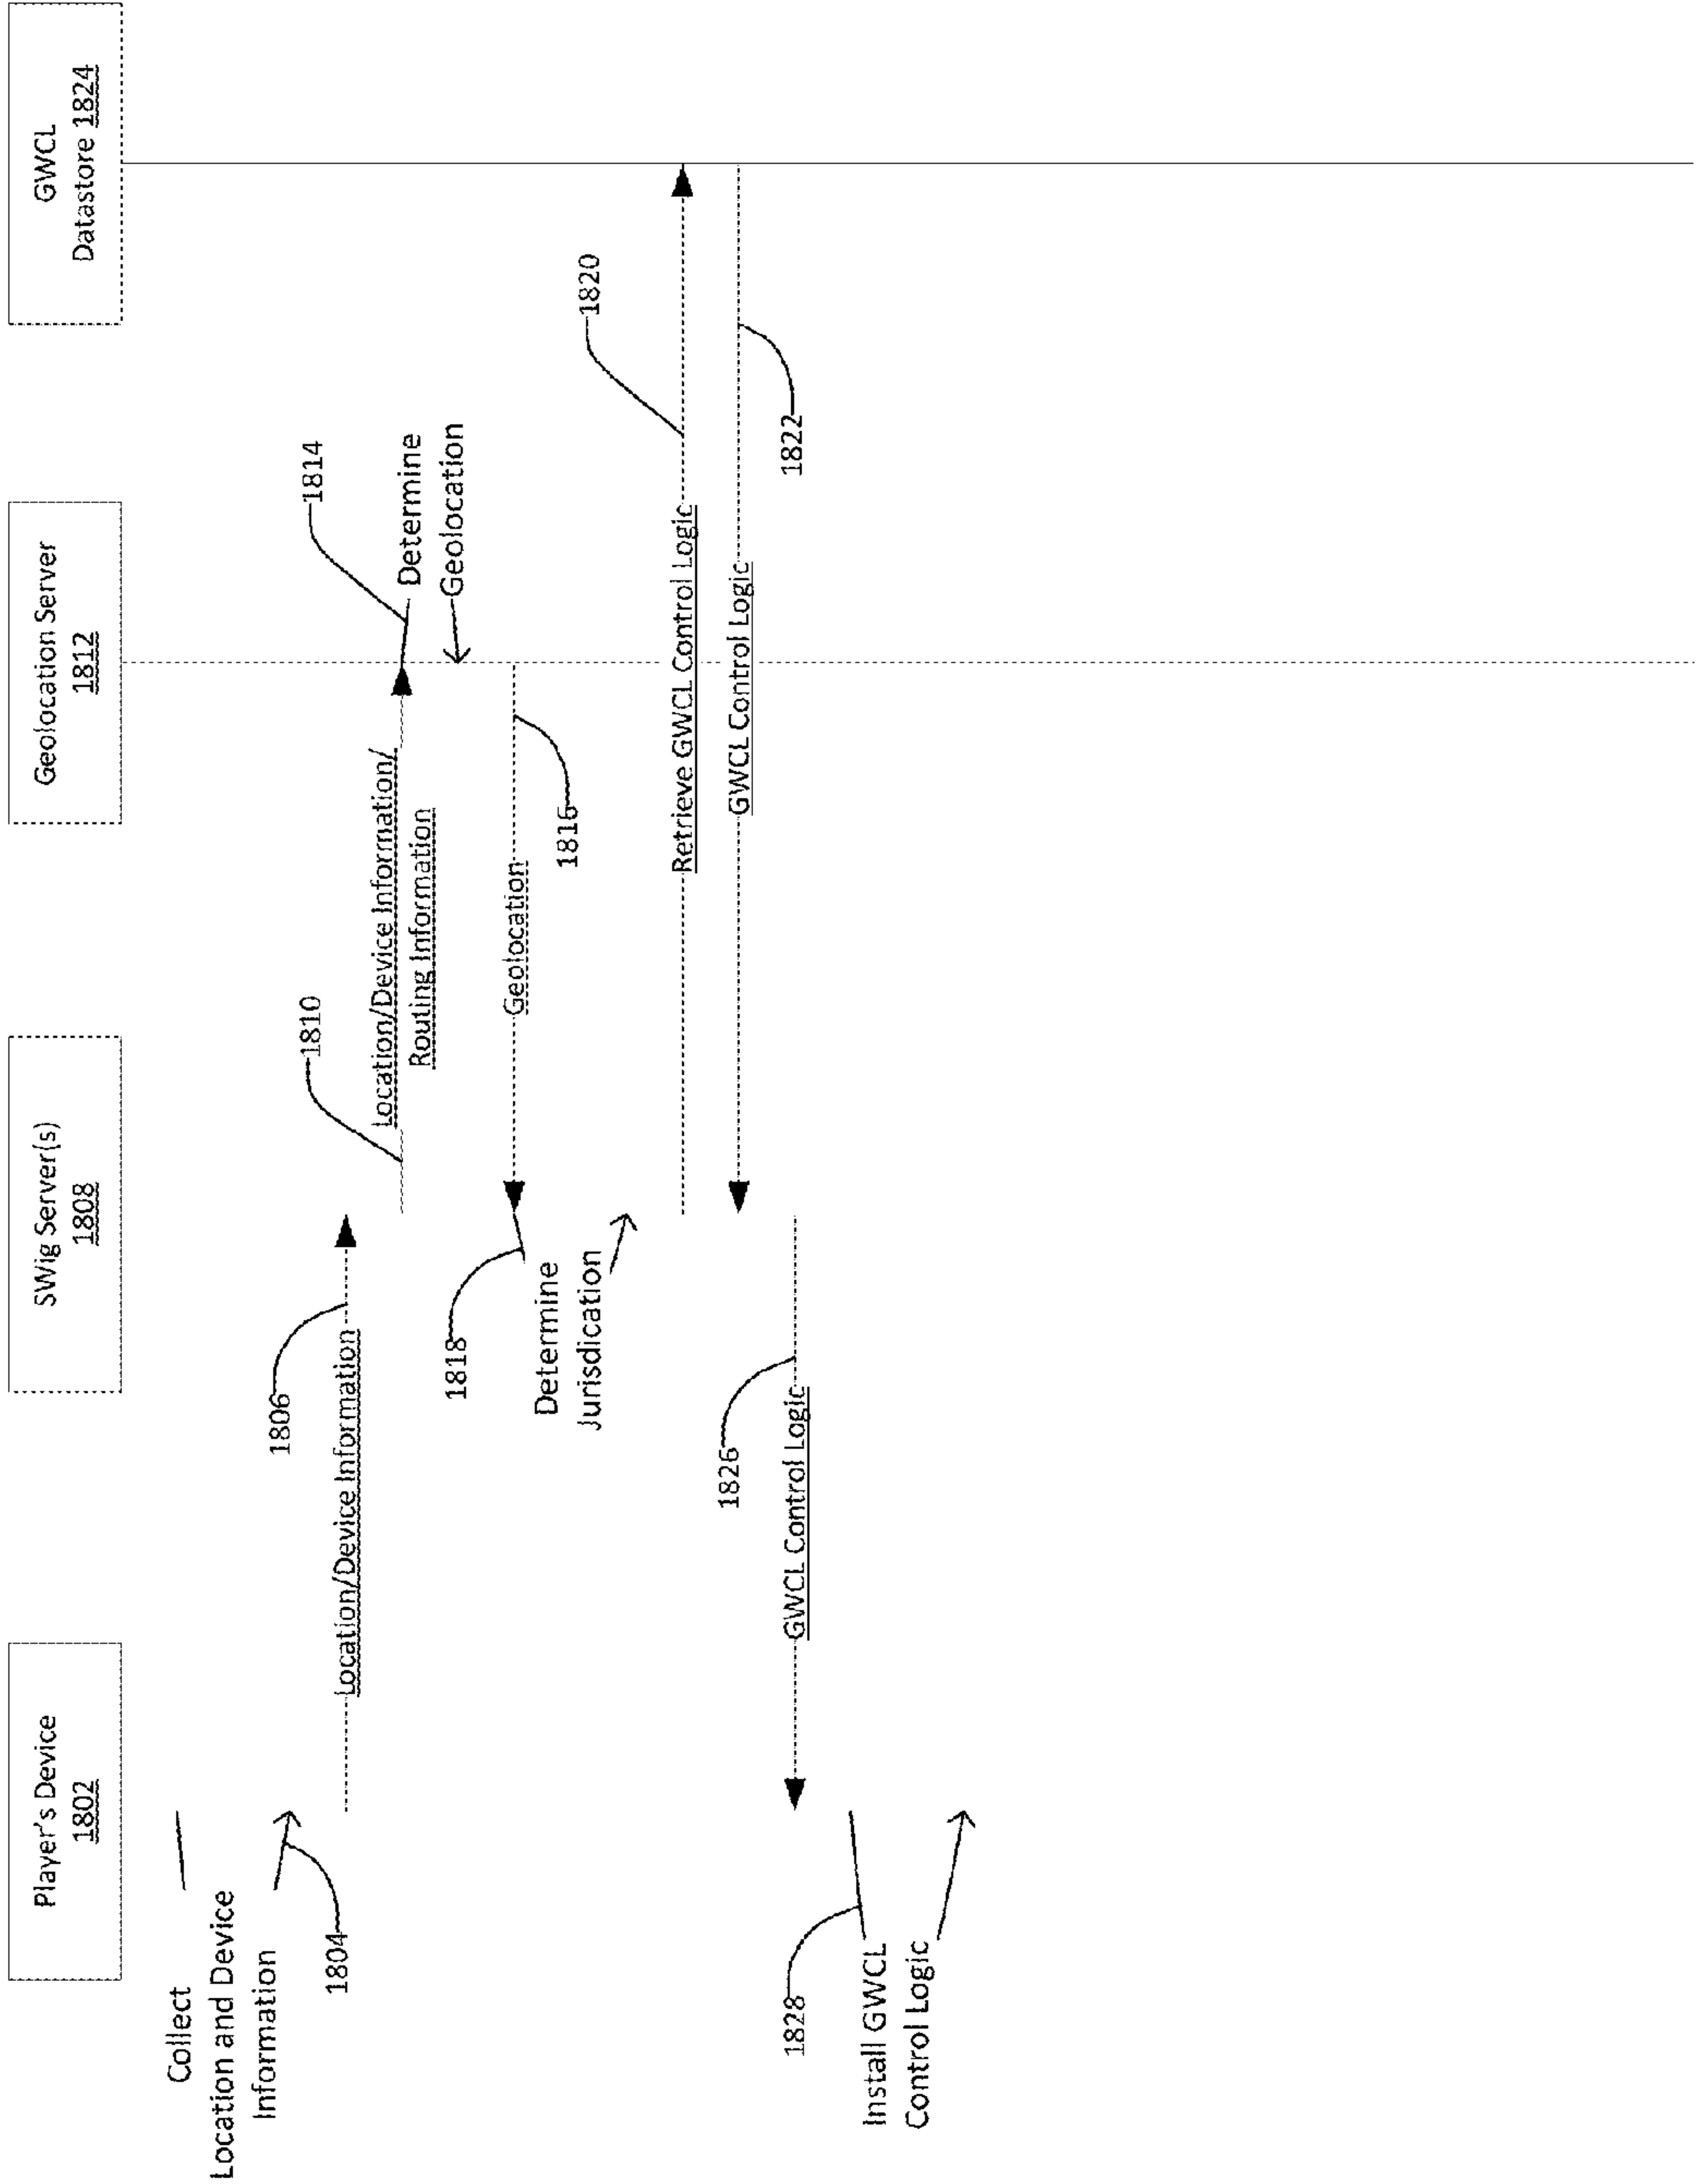 Player's Device
1802
SWig Server(s)
1808
Geolocation Server
1812
GWCL
Datastore 1824
Collect
Location and Device
Information
1804
1806
Location/Device Information
1810
Location/Device Information/
Routing Information
1814
Determine
Geolocation
Geolocation
1816
1818
Determine
Jurisdication
1820
Retrieve GWCL Control Logic
GWCL Control Logic
1822
1826
GWCL Control Logic
1828
Install GWCL
Control Logic